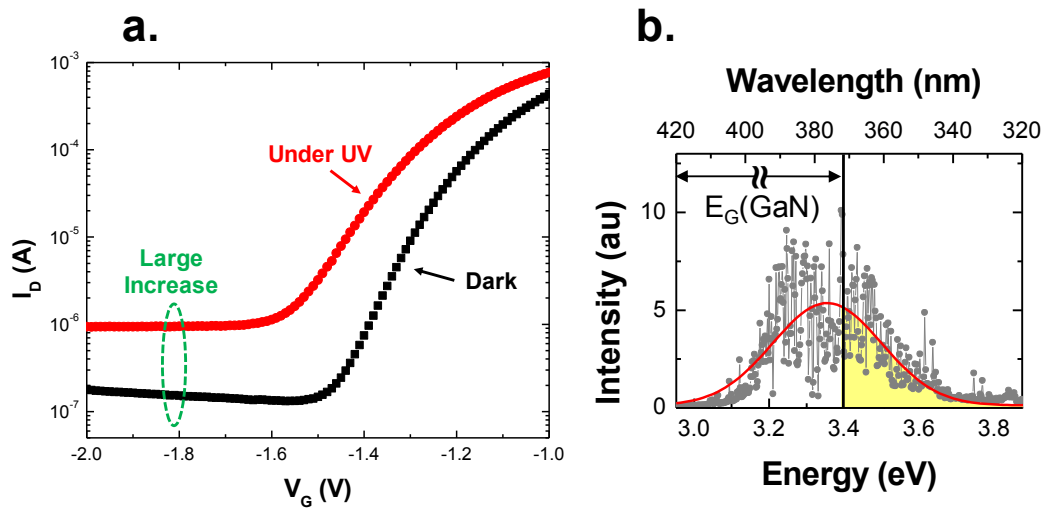 a.
10⁻³
10⁻⁴
10⁻⁵
10⁻⁶
10⁻⁷
I_D (A)
Under UV
Large
Increase
Dark
-2.0 -1.8 -1.6 -1.4 -1.2 -1.0
V_G (V)
b.
Wavelength (nm)
420 400 380 360 340 320
E_G(GaN)
10
5
0
Intensity (au)
3.0 3.2 3.4 3.6 3.8
Energy (eV)